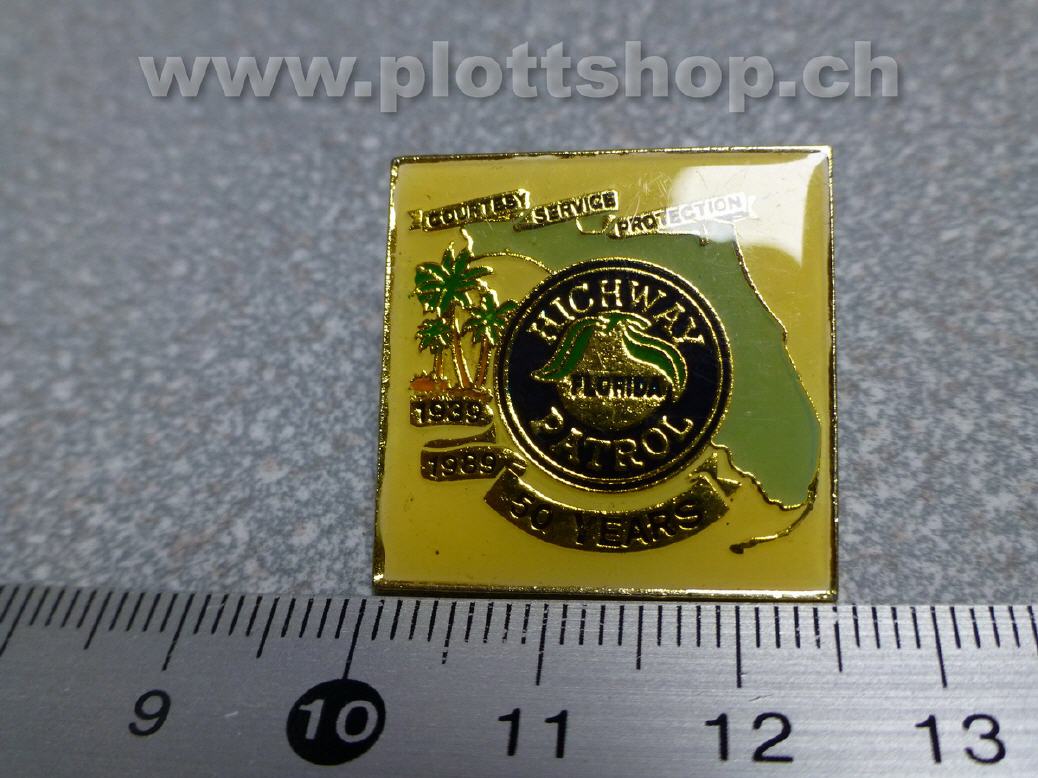 www.plottshop.ch
COURTESY SERVICE PROTECTION
HIGHWAY
FLORIDA
PATROL
1939
1989
50 YEARS
9 10 11 12 13